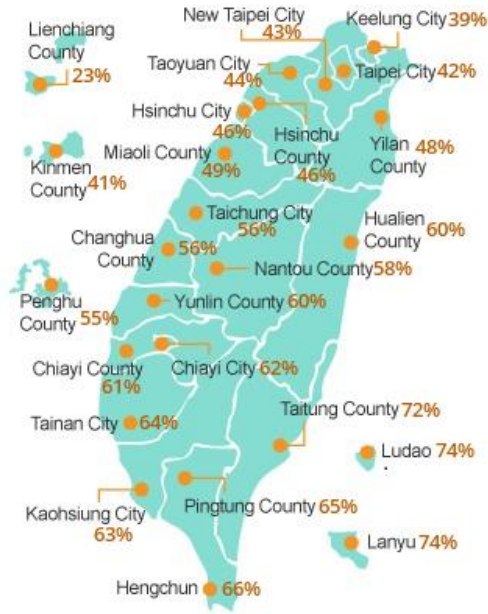 New Taipei City
43%
Keelung City 39%
Lienchiang
County
23%
Taoyuan City
44%
Taipei City 42%
Hsinchu City
46%
Hsinchu
County
46%
Yilan 48%
County
Miaoli County
49%
Kinmen
County 41%
Taichung City
56%
Hualien 60%
County
Changhua
County
56%
Nantou County 58%
Penghu
County 55%
Yunlin County 60%
Chiayi County
61%
Chiayi City 62%
Taitung County 72%
Tainan City 64%
Ludao 74%
Kaohsiung City
63%
Pingtung County 65%
Lanyu 74%
Hengchun 66%